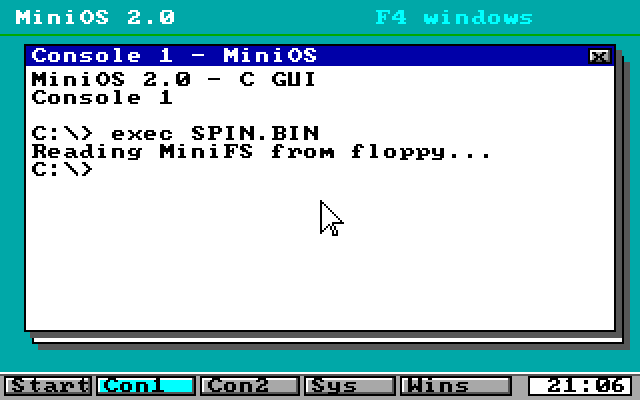 MiniOS 2.0 F4 windows
Console 1 - MiniOS
MiniOS 2.0 - C GUI
Console 1
C:\> exec SPIN.BIN
Reading MiniFS from floppy...
C:\>
Start Con1 Con2 Sys Wins 21:06